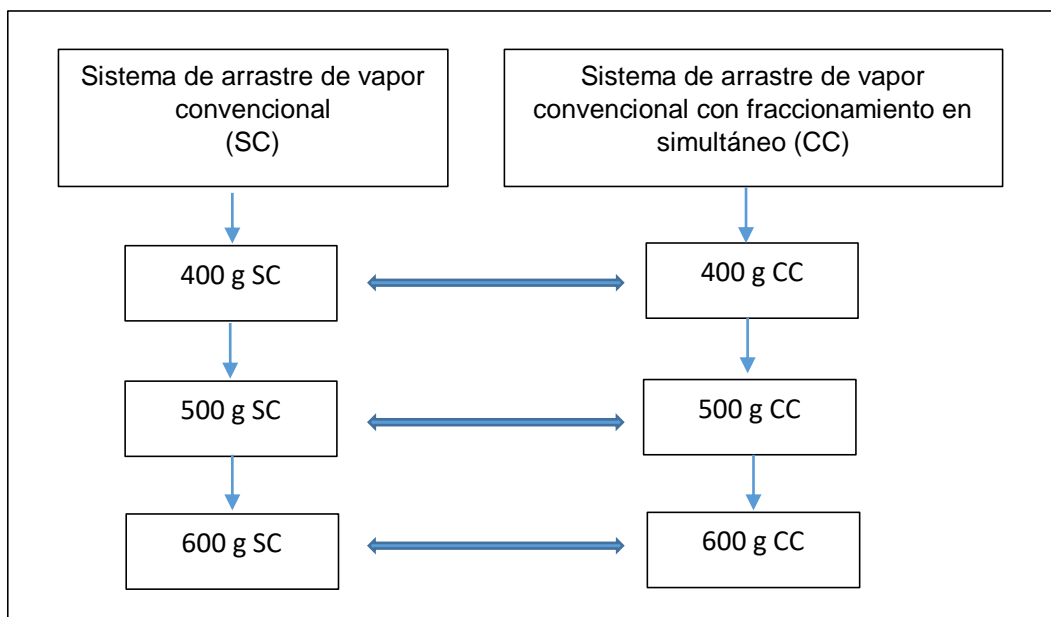 Sistema de arrastre de vapor
convencional
(SC)
Sistema de arrastre de vapor
convencional con fraccionamiento en
simultáneo (CC)
400 g SC
400 g CC
500 g SC
500 g CC
600 g SC
600 g CC